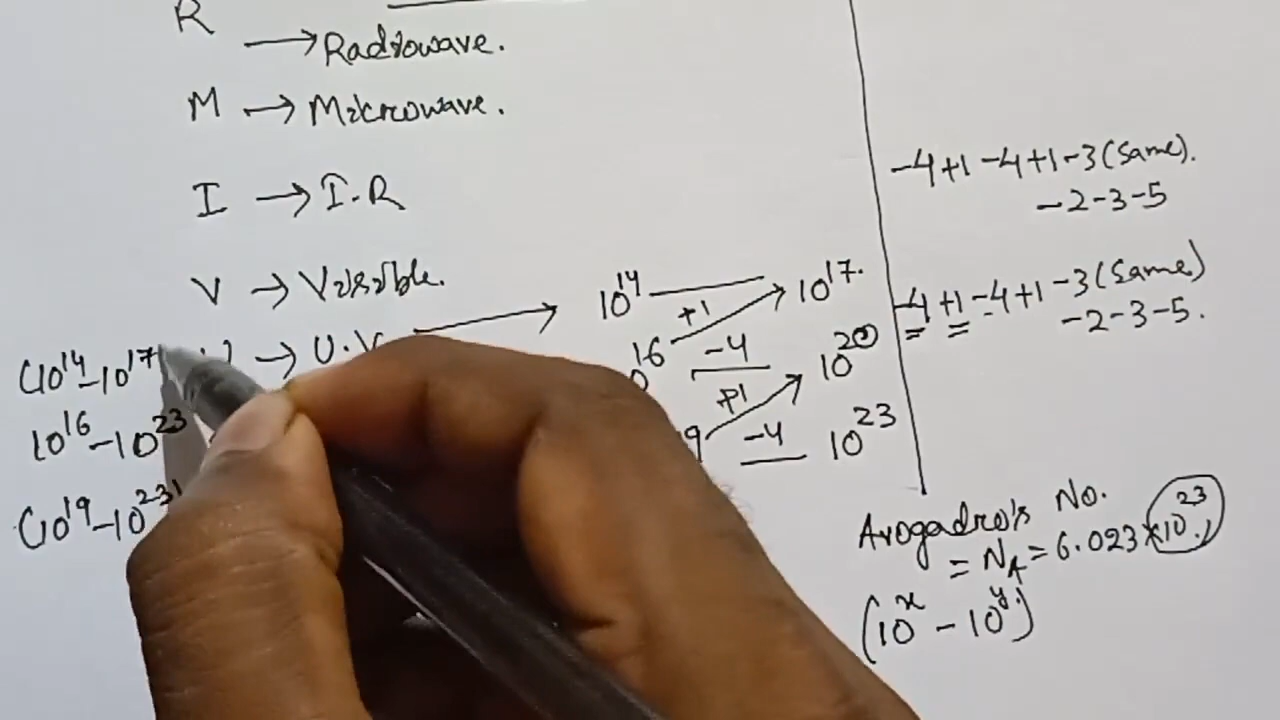 R → Radiowave.
M → Microwave.
I → I.R
V → Visible.
→ U.V
10^14 — 10^17.
+1
16 -4 10^20
+1
9 -4 10^23
(10^14-10^17
10^16-10^23
(10^19-10^23)
-4+1-4+1-3(Same).
-2-3-5
-4+1-4+1-3(Same)
-2-3-5.
Avogadro's No.
= N_A = 6.023×10^23.
(10^x - 10^y)